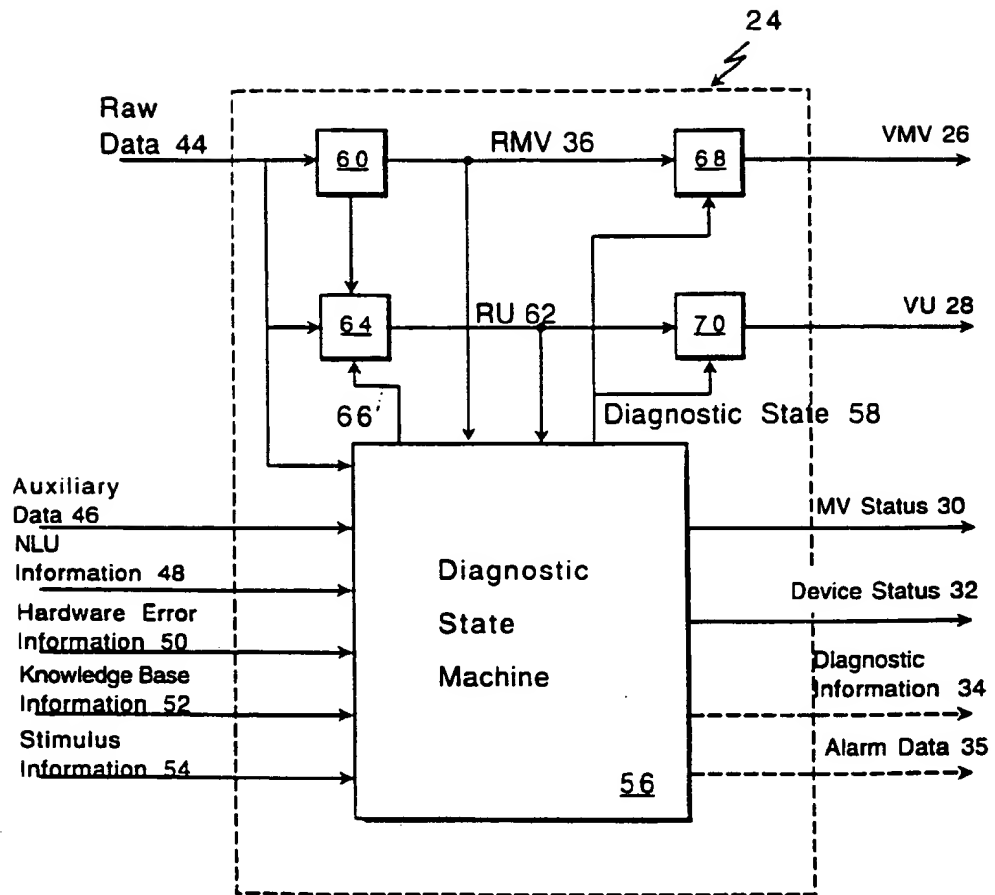 24
Raw
Data 44
60
RMV 36
68
VMV 26
64
RU 62
70
VU 28
66'
Diagnostic State 58
Auxiliary
Data 46
NLU
Information 48
Hardware Error
Information 50
Knowledge Base
Information 52
Stimulus
Information 54
Diagnostic
State
Machine
56
MV Status 30
Device Status 32
Diagnostic
Information 34
Alarm Data 35